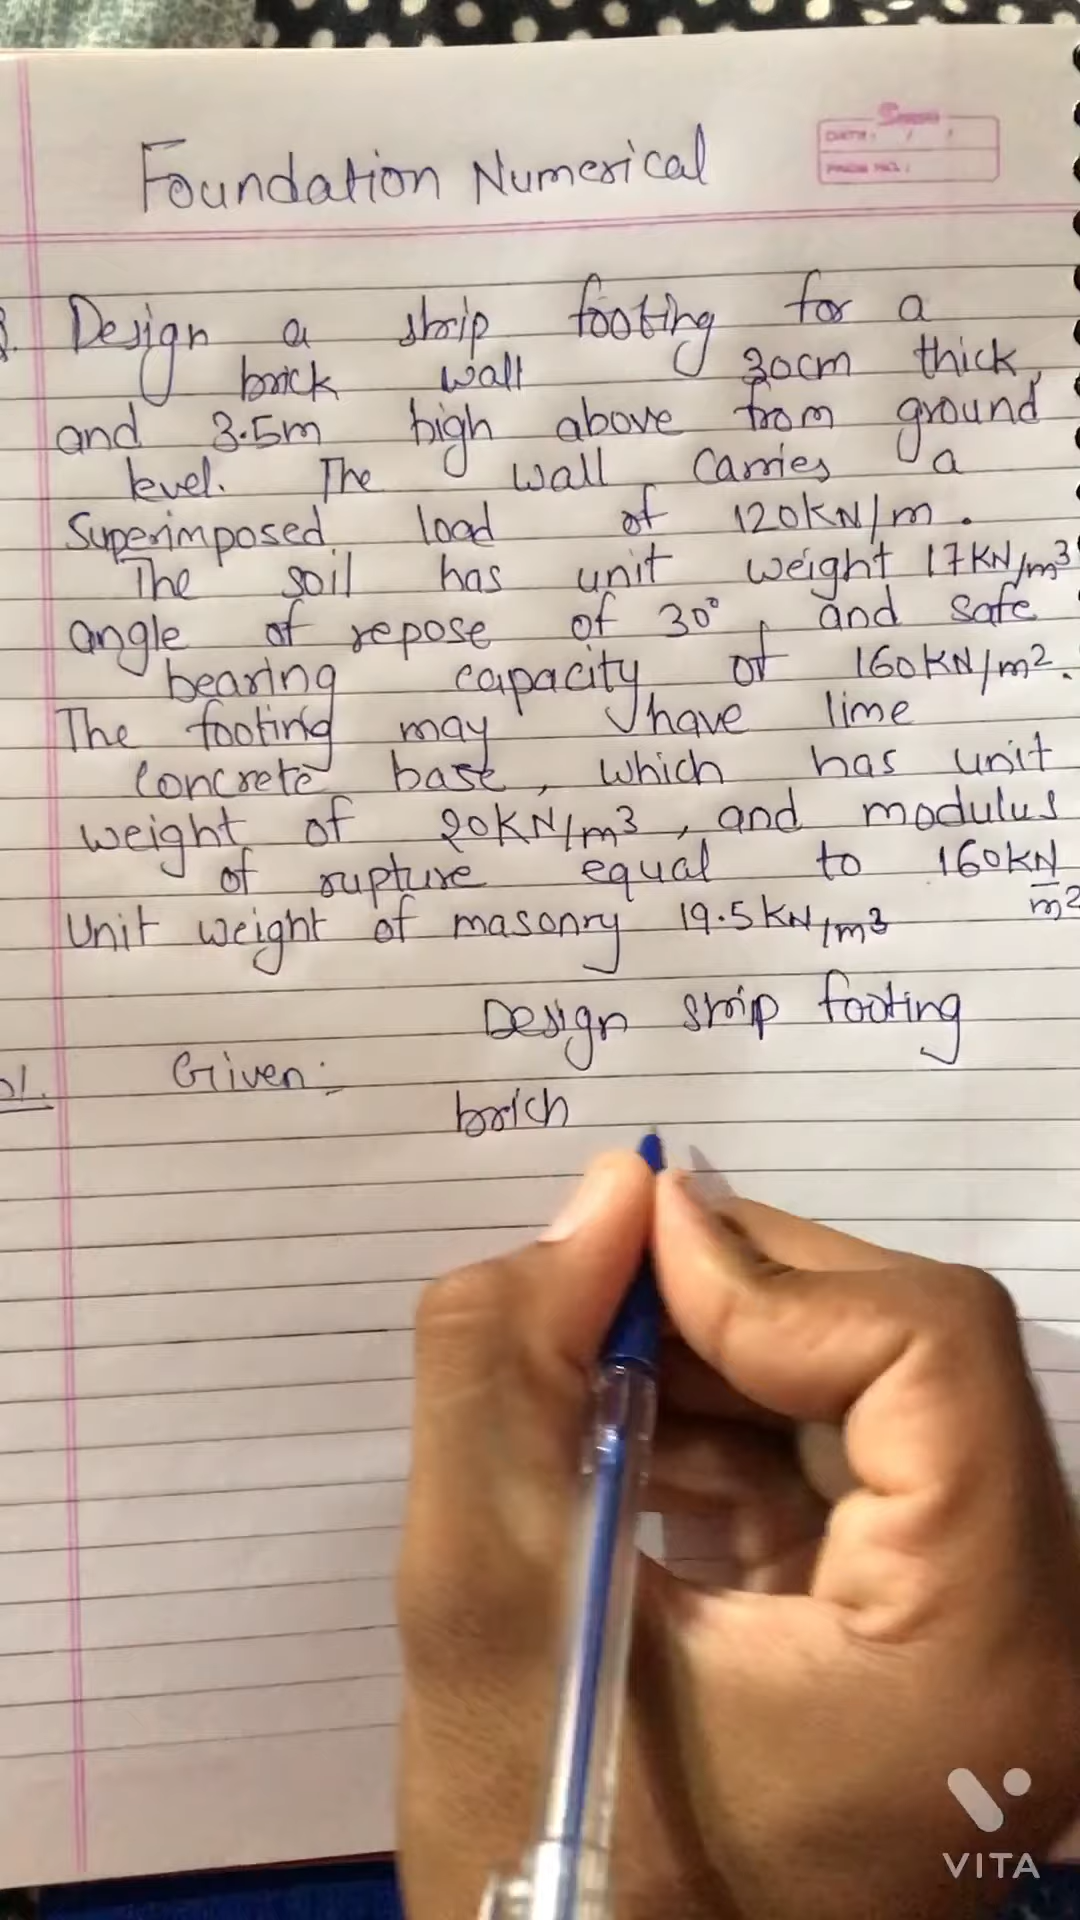 Foundation Numerical
DATE: / /
PAGE NO.:
Design a strip footing for a
brick wall 30cm thick,
and 3.5m high above from ground
level. The wall carries a
Superimposed load of 120KN/m.
The soil has unit weight 17KN/m3
angle of repose of 30°, and safe
bearing capacity of 160KN/m2.
The footing may have lime
concrete base, which has unit
weight of 20KN/m3, and modulus
of rupture equal to 160KN/m2
Unit weight of masonry 19.5KN/m3
Design strip footing
Given:
brich
VITA